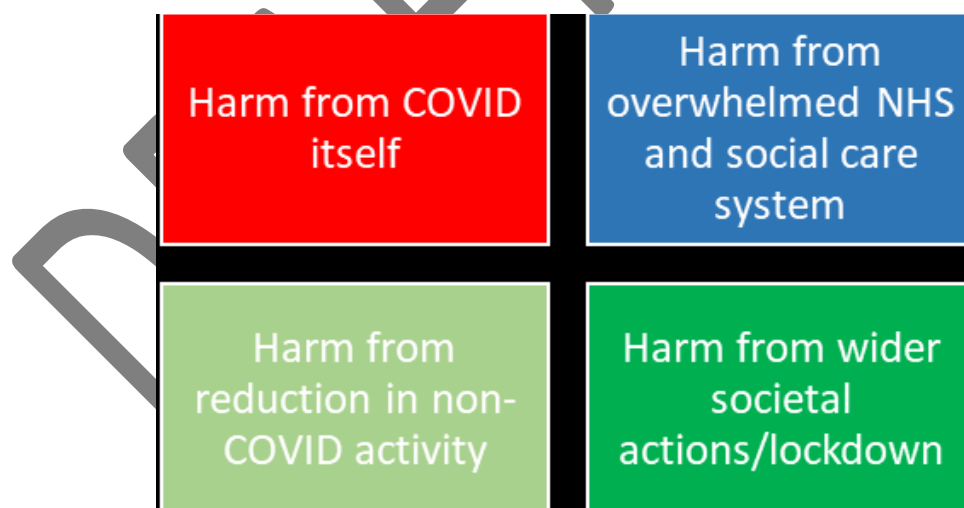 Harm from COVID
itself
Harm from
overwhelmed NHS
and social care
system
Harm from
reduction in non-
COVID activity
Harm from wider
societal
actions/lockdown